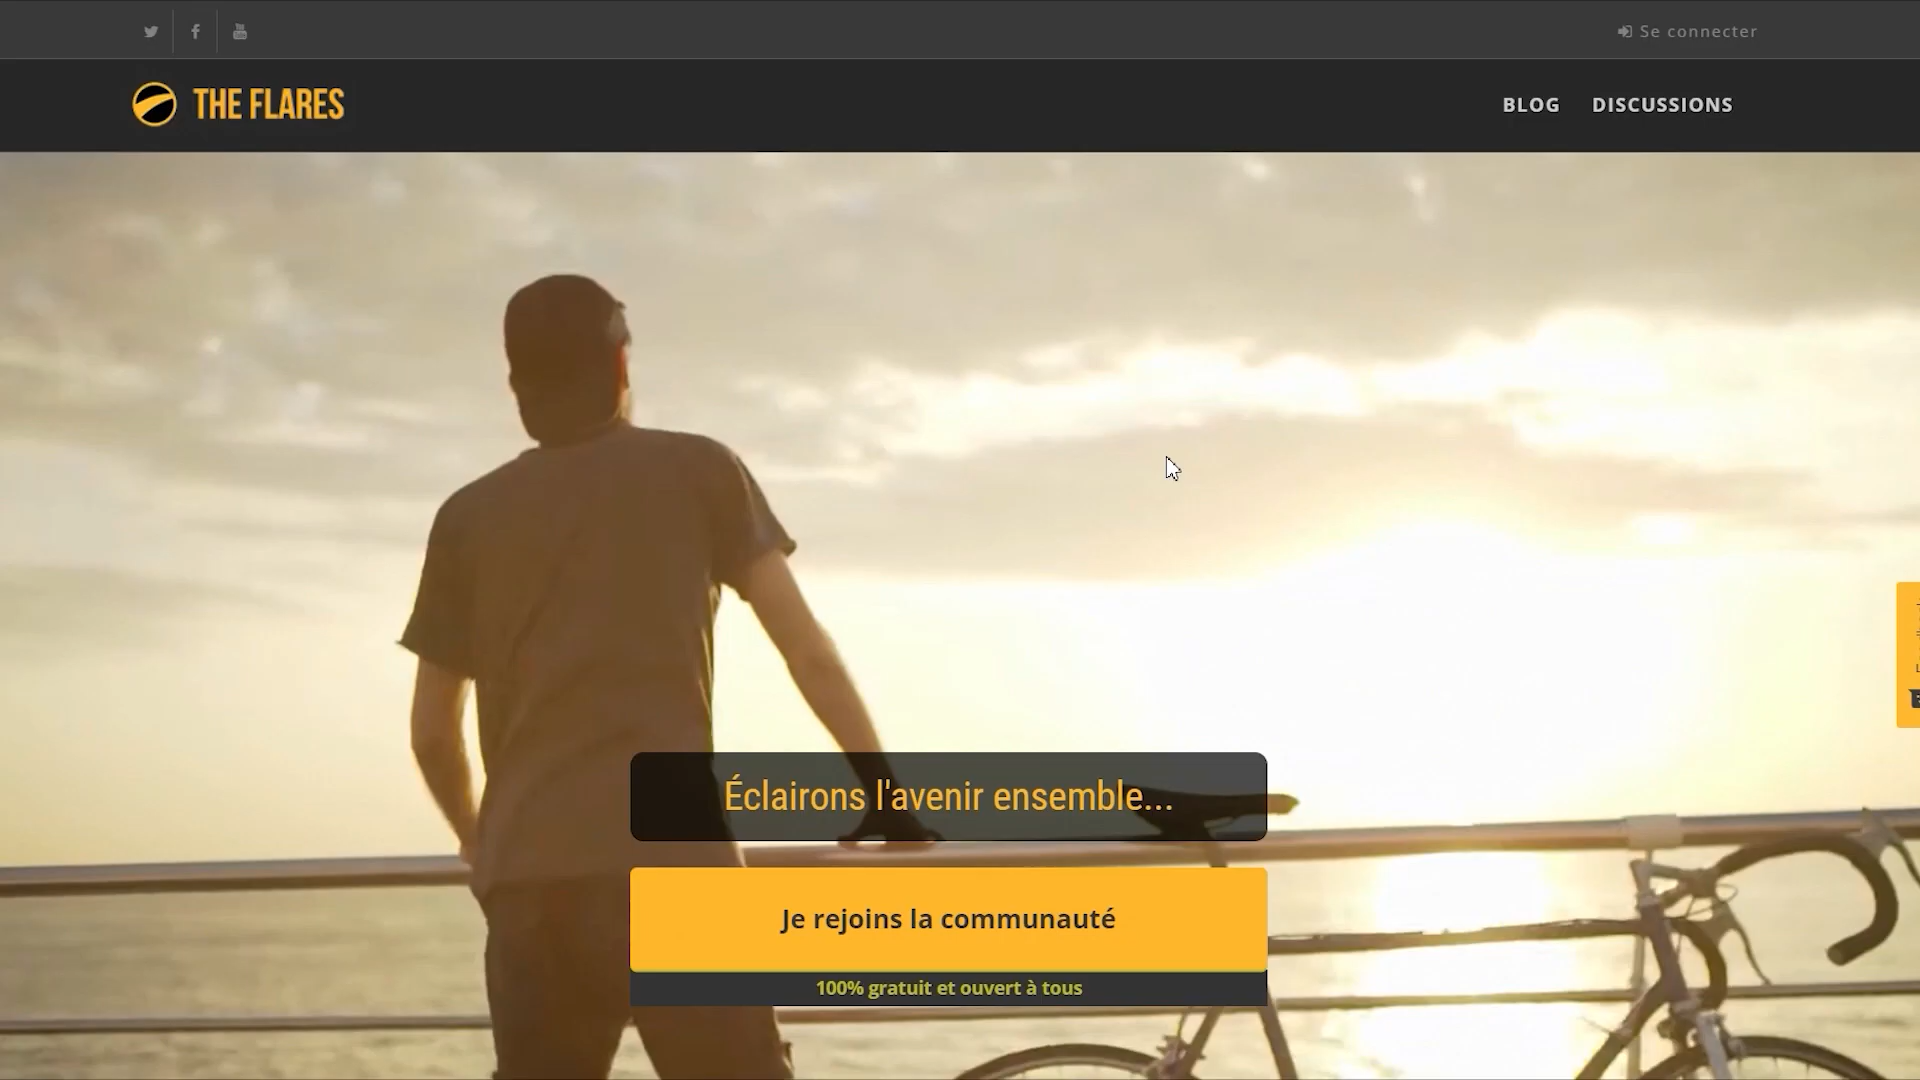 Se connecter
THE FLARES
BLOG DISCUSSIONS
Éclairons l'avenir ensemble...
Je rejoins la communauté
100% gratuit et ouvert à tous